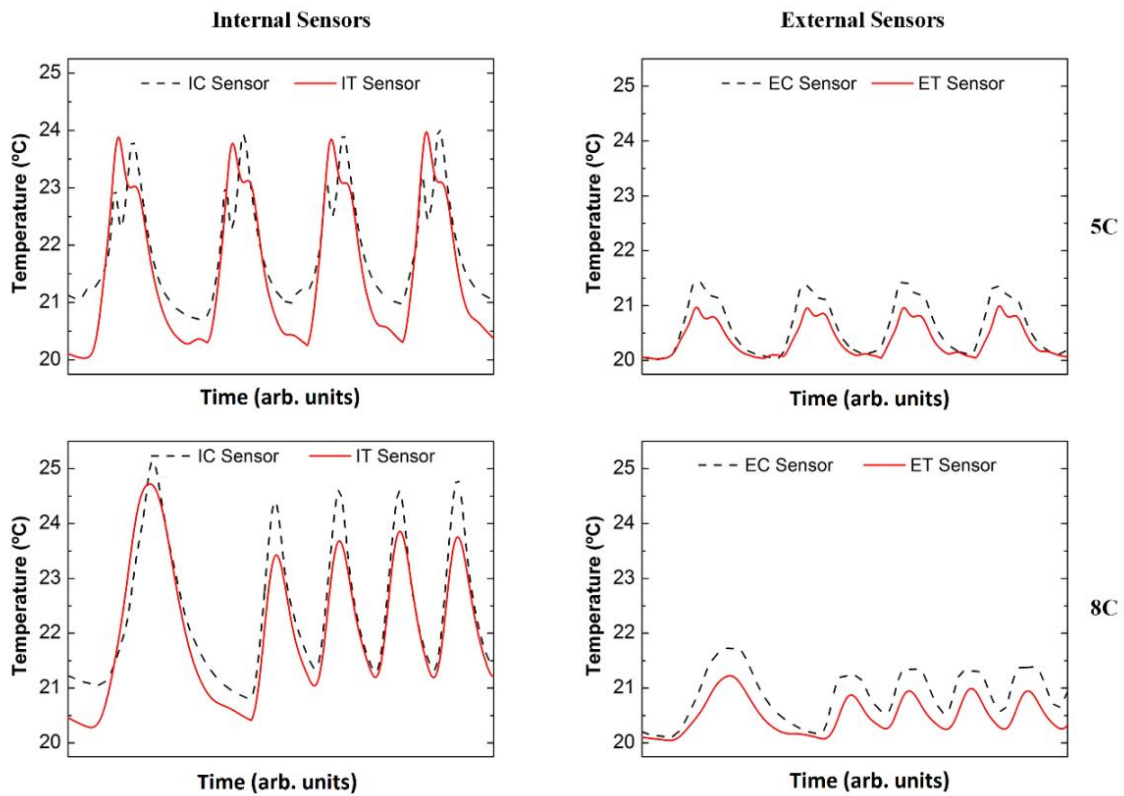 Internal Sensors
External Sensors
25
24
23
22
21
20
Temperature (ºC)
IC Sensor
IT Sensor
Time (arb. units)
25
24
23
22
21
20
Temperature (ºC)
EC Sensor
ET Sensor
Time (arb. units)
5C
25
24
23
22
21
20
Temperature (ºC)
IC Sensor
IT Sensor
Time (arb. units)
25
24
23
22
21
20
Temperature (ºC)
EC Sensor
ET Sensor
Time (arb. units)
8C